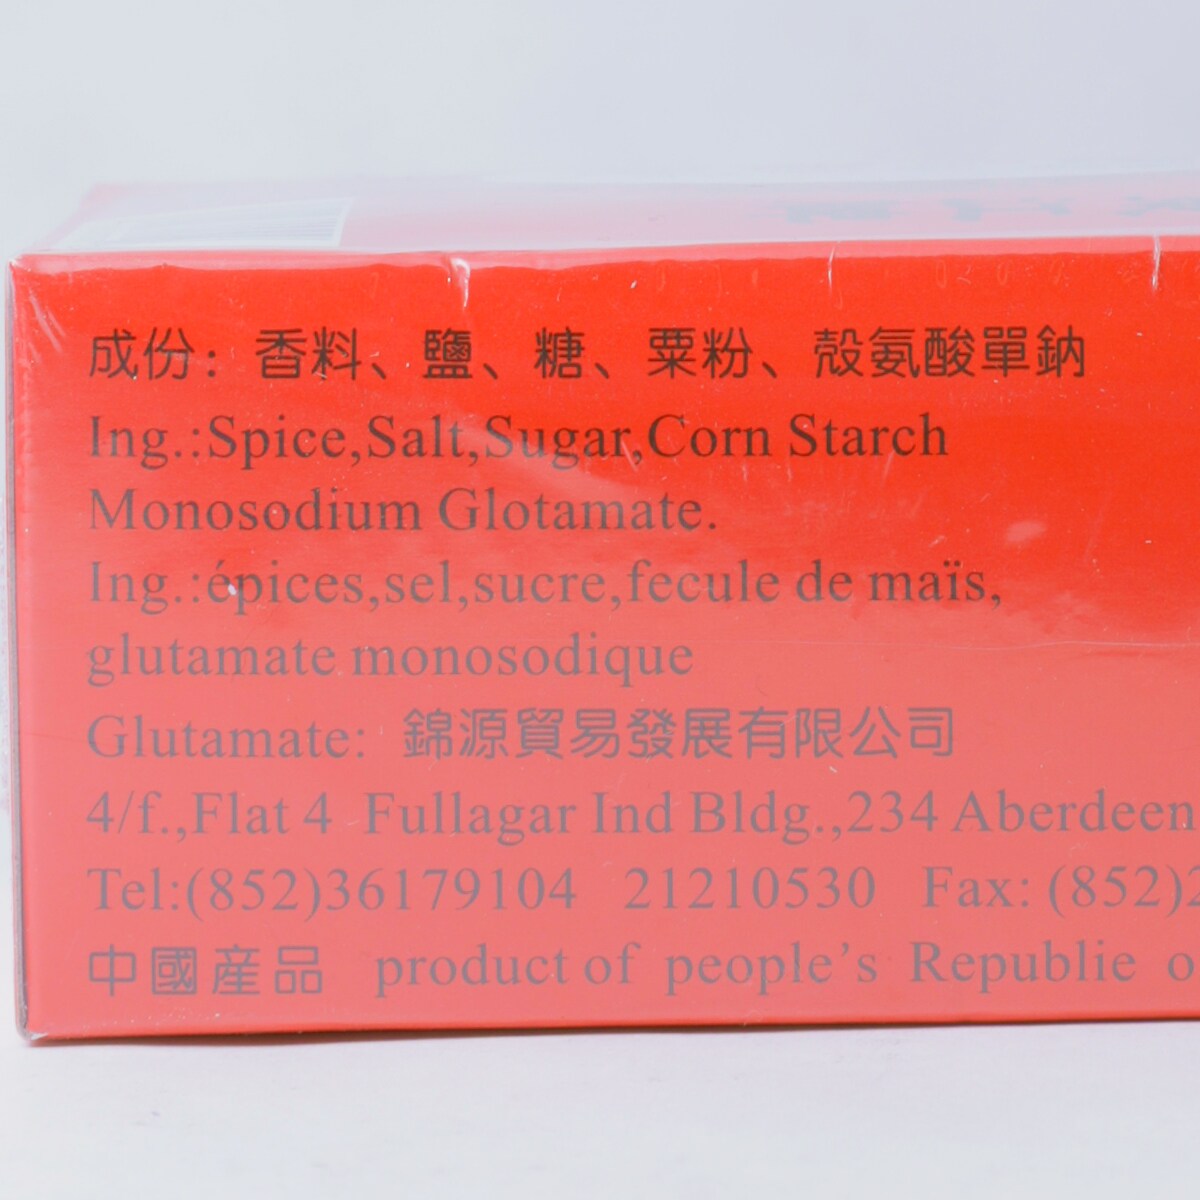 成份：香料、鹽、糖、粟粉、殻氨酸單鈉
Ing.:Spice,Salt,Sugar,Corn Starch
Monosodium Glotamate.
Ing.:épices,sel,sucre,fecule de maïs,
glutamate monosodique
Glutamate: 錦源貿易發展有限公司
4/f.,Flat 4 Fullagar Ind Bldg.,234 Aberdeen
Tel:(852)36179104 21210530 Fax: (852)2
中國産品 product of people’s Republie o